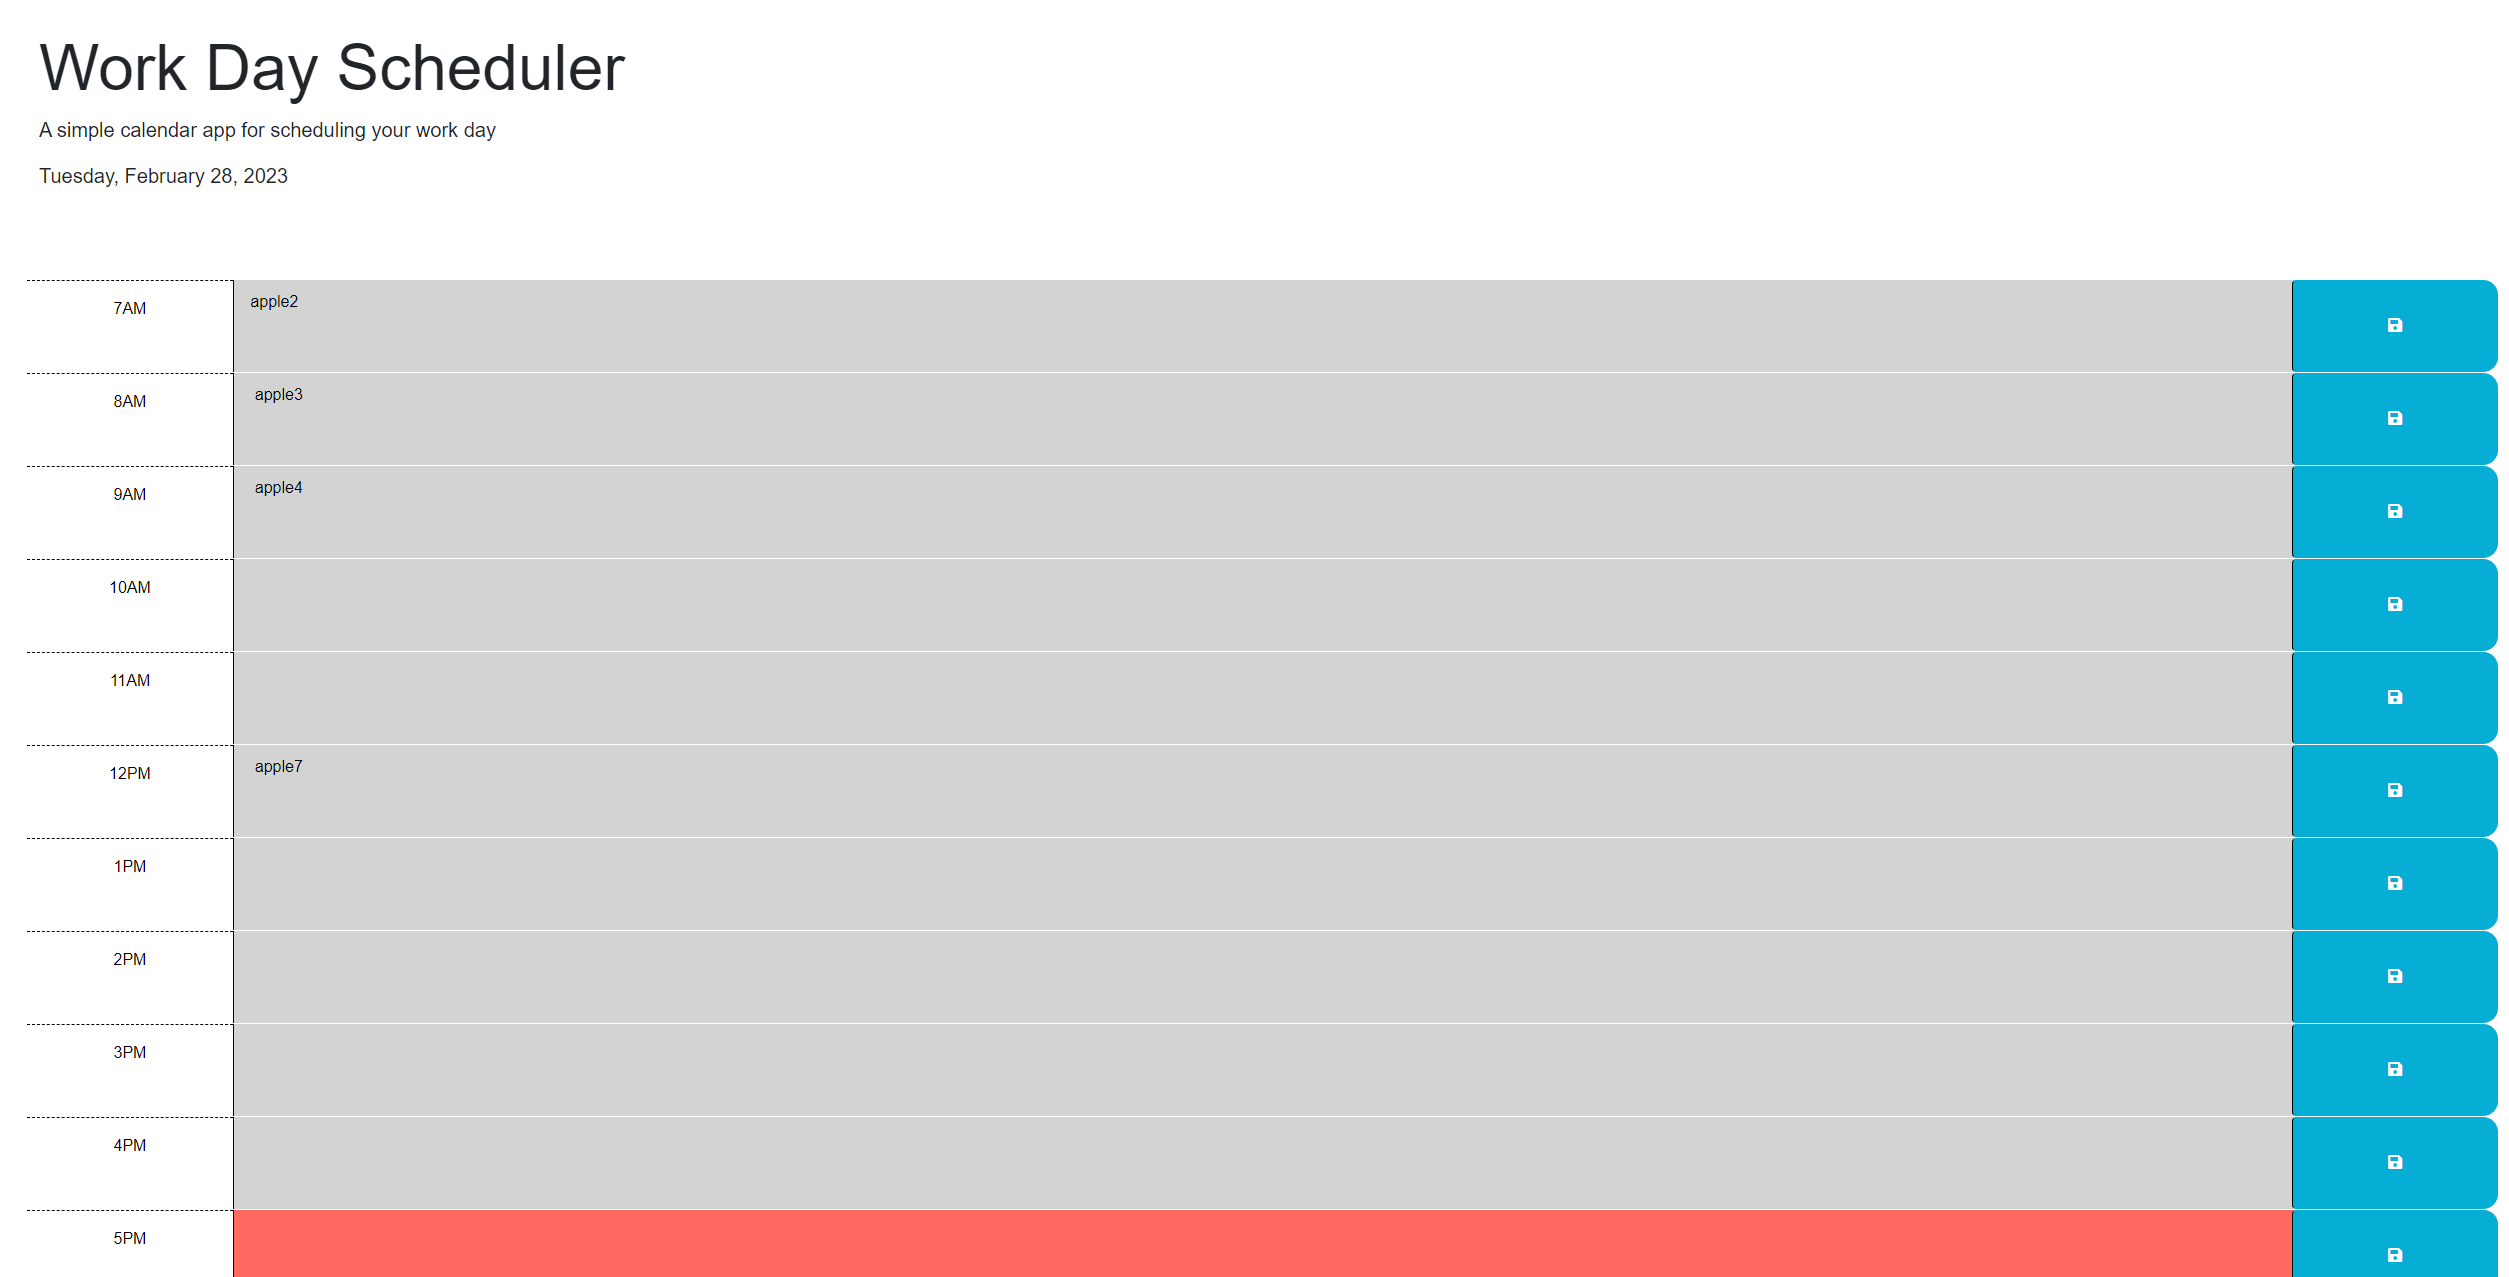 Work Day Scheduler
A simple calendar app for scheduling your work day
Tuesday, February 28, 2023
7AM apple2
8AM apple3
9AM apple4
10AM
11AM
12PM apple7
1PM
2PM
3PM
4PM
5PM